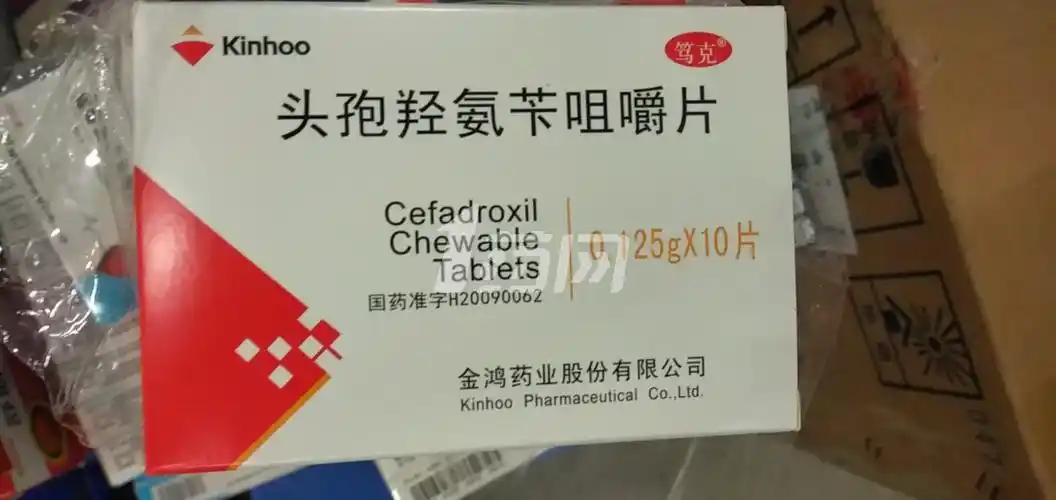 Kinhoo
笃克®
头孢羟氨苄咀嚼片
Cefadroxil
Chewable
Tablets
0.125gX10片
国药准字H20090062
金鸿药业股份有限公司
Kinhoo Pharmaceutical Co.,Ltd.